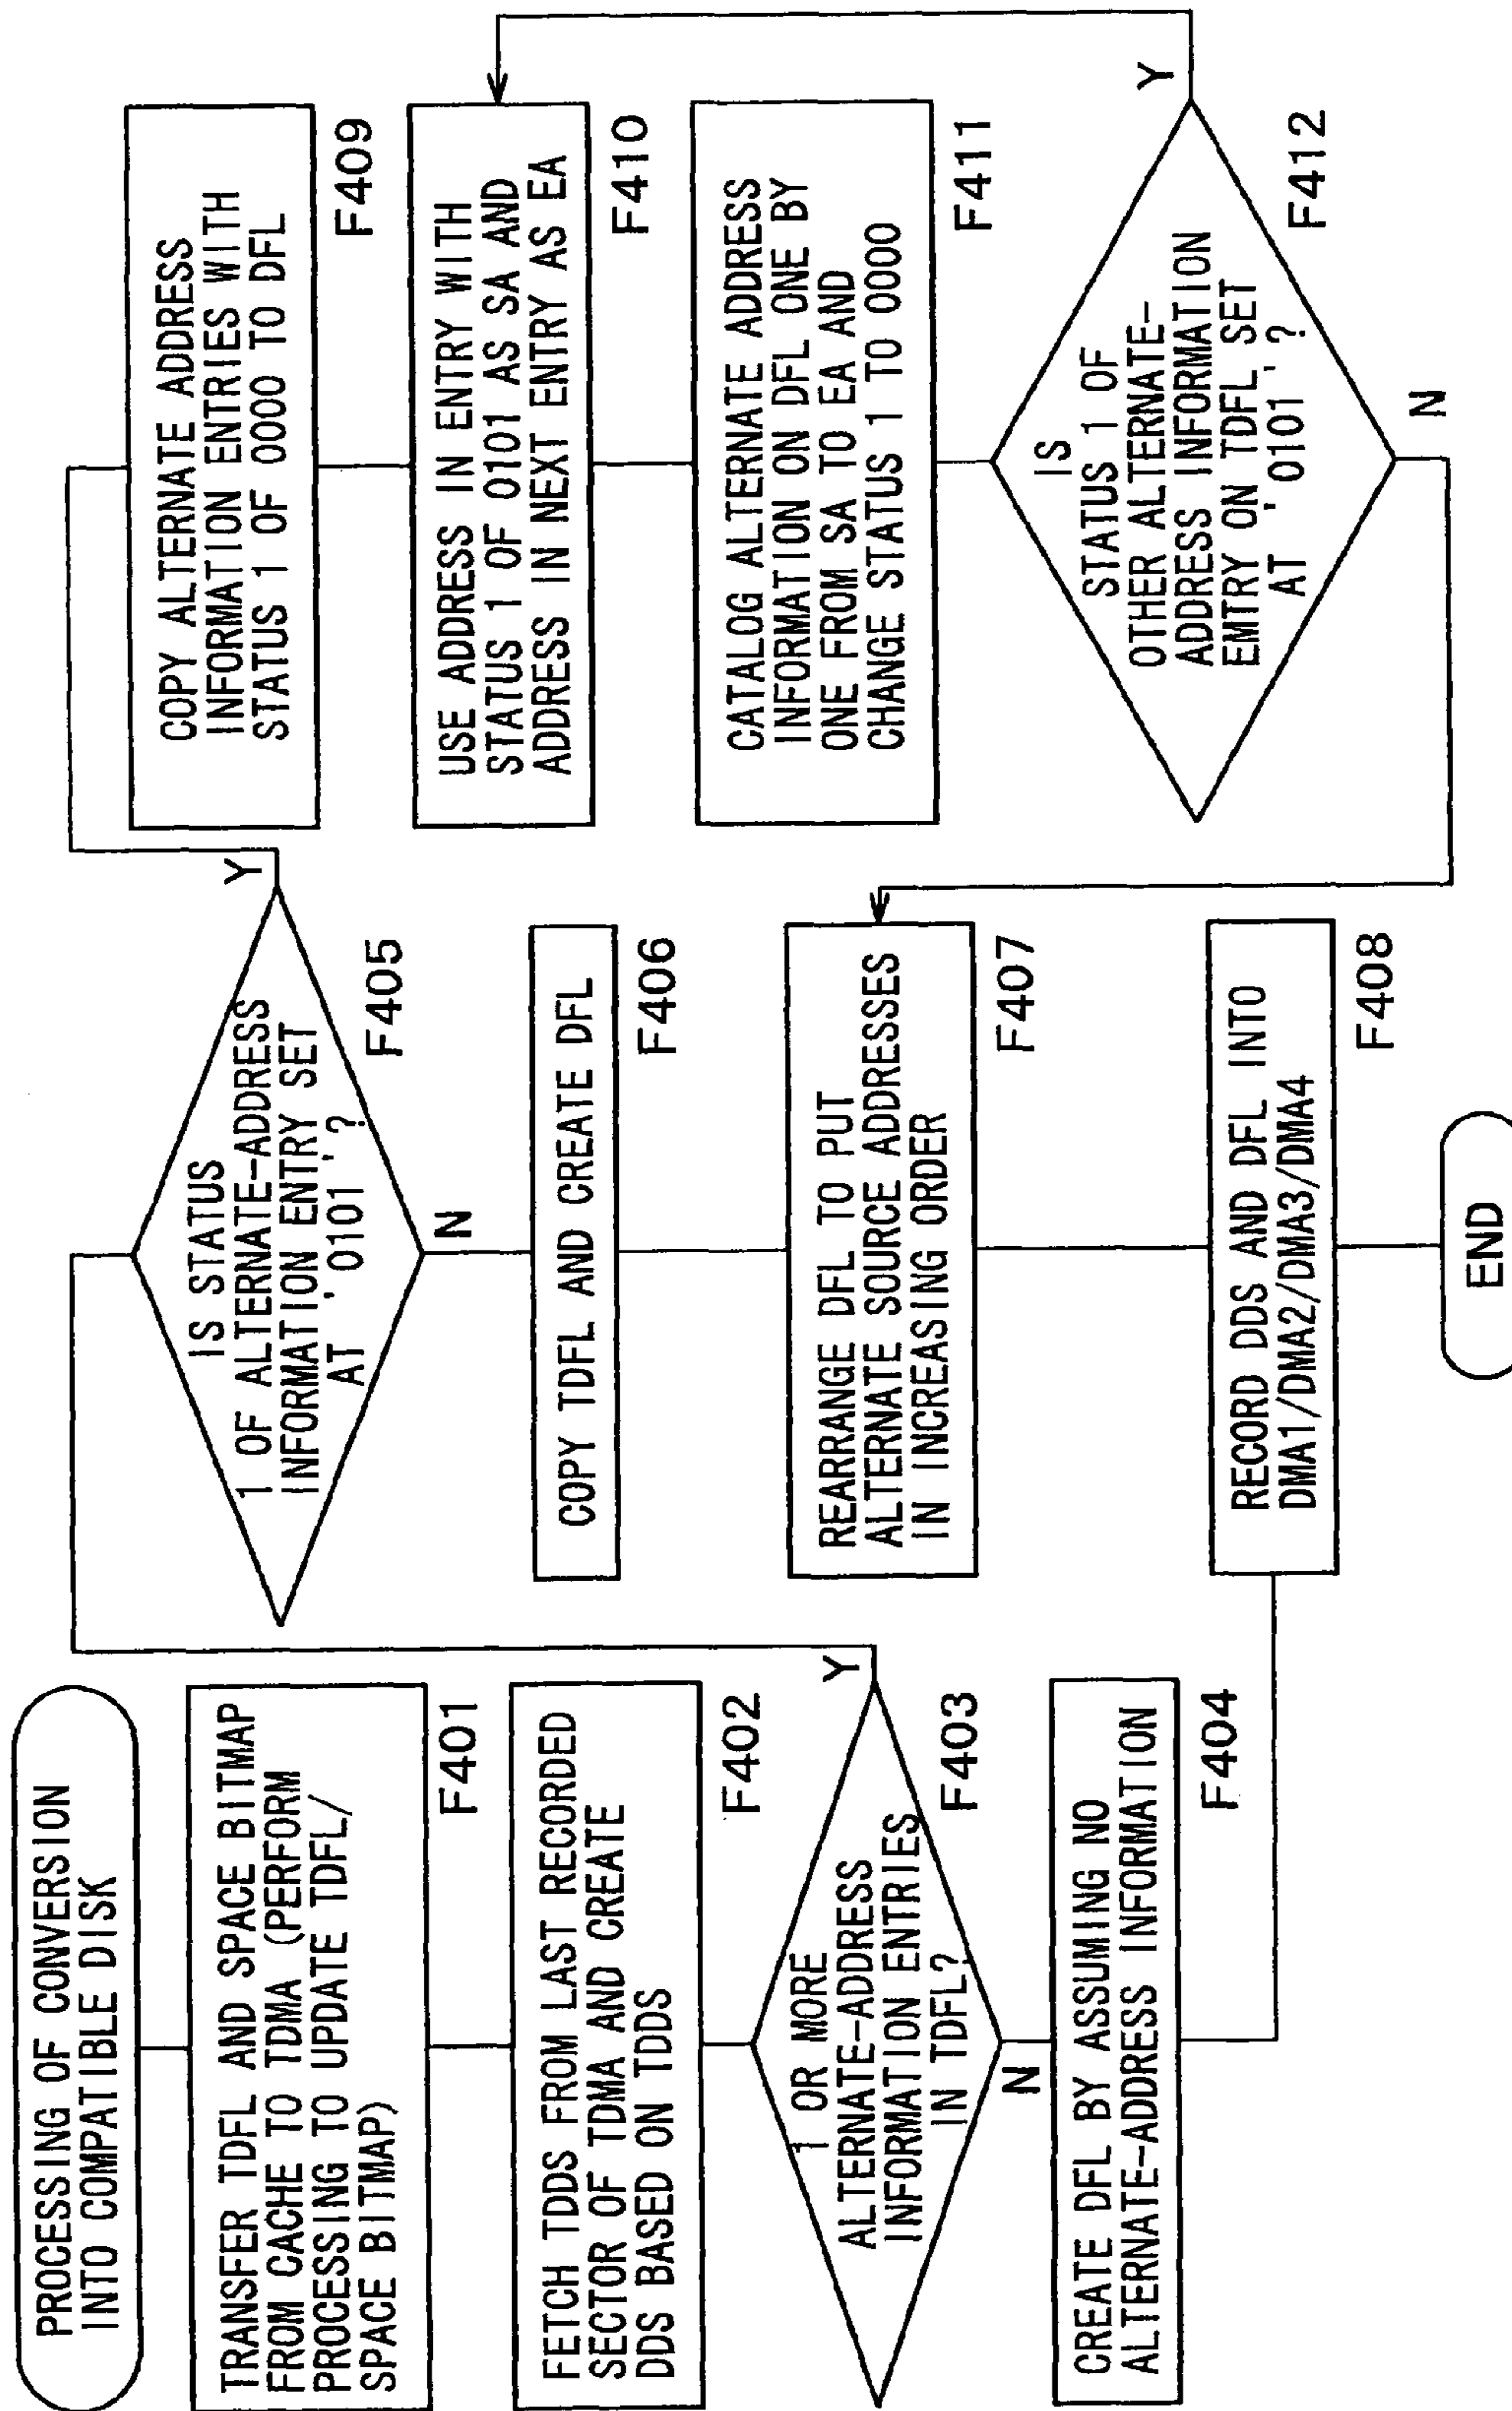 PROCESSING OF CONVERSION
INTO COMPATIBLE DISK
TRANSFER TDFL AND SPACE BITMAP
FROM CACHE TO TDMA (PERFORM
PROCESSING TO UPDATE TDFL/
SPACE BITMAP)
F401
FETCH TDDS FROM LAST RECORDED
SECTOR OF TDMA AND CREATE
DDS BASED ON TDDS
F402
1 OR MORE
ALTERNATE-ADDRESS
INFORMATION ENTRIES
IN TDFL?
Y
F403
N
CREATE DFL BY ASSUMING NO
ALTERNATE-ADDRESS INFORMATION
F404
IS STATUS
1 OF ALTERNATE-ADDRESS
INFORMATION ENTRY SET
AT '0101'?
Y
F405
N
COPY TDFL AND CREATE DFL
F406
REARRANGE DFL TO PUT
ALTERNATE SOURCE ADDRESSES
IN INCREASING ORDER
F407
RECORD DDS AND DFL INTO
DMA1/DMA2/DMA3/DMA4
F408
END
COPY ALTERNATE ADDRESS
INFORMATION ENTRIES WITH
STATUS 1 OF 0000 TO DFL
F409
USE ADDRESS IN ENTRY WITH
STATUS 1 OF 0101 AS SA AND
ADDRESS IN NEXT ENTRY AS EA
F410
CATALOG ALTERNATE ADDRESS
INFORMATION ON DFL ONE BY
ONE FROM SA TO EA AND
CHANGE STATUS 1 TO 0000
F411
IS
STATUS 1 OF
OTHER ALTERNATE-
ADDRESS INFORMATION
EMTRY ON TDFL SET
AT '0101'?
Y
F412
N